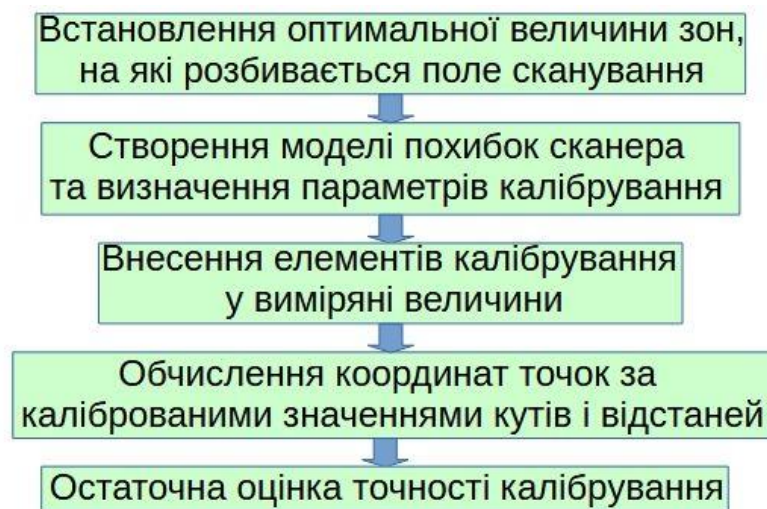 Встановлення оптимальної величини зон,
на які розбивається поле сканування
Створення моделі похибок сканера
та визначення параметрів калібрування
Внесення елементів калібрування
у виміряні величини
Обчислення координат точок за
каліброваними значеннями кутів і відстаней
Остаточна оцінка точності калібрування